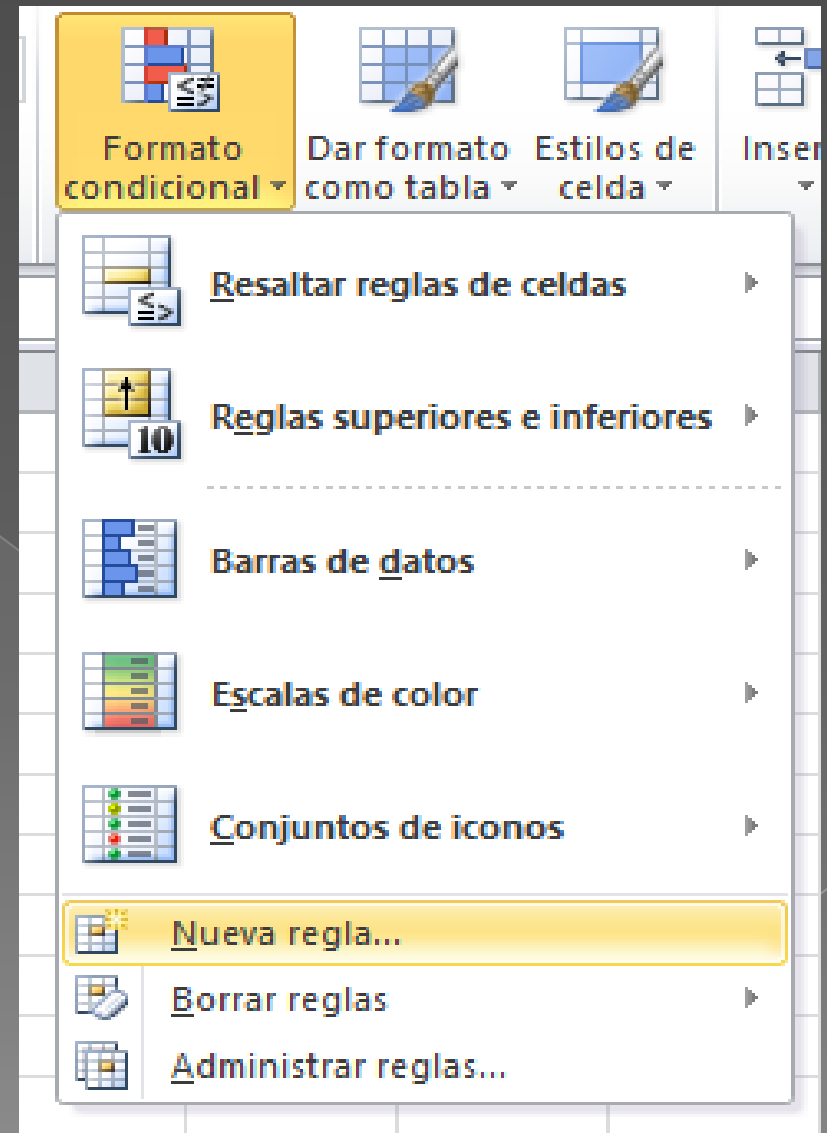 Formato condicional
Dar formato como tabla
Estilos de celda
Resaltar reglas de celdas
Reglas superiores e inferiores
10
Barras de datos
Escalas de color
Conjuntos de iconos
Nueva regla...
Borrar reglas
Administrar reglas...